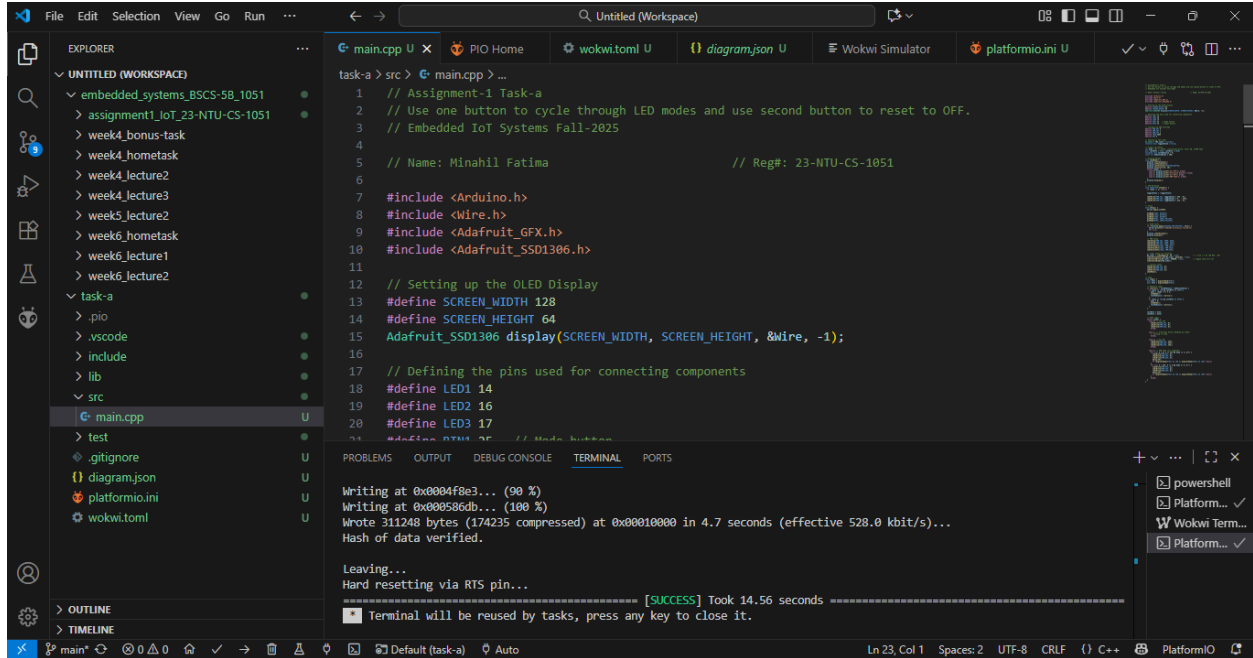 File Edit Selection View Go Run ··· ← → Untitled (Workspace)
EXPLORER ···
UNTITLED (WORKSPACE)
embedded_systems_BSCS-5B_1051
assignment1_IoT_23-NTU-CS-1051
week4_bonus-task
week4_hometask
week4_lecture2
week4_lecture3
week5_lecture2
week6_hometask
week6_lecture1
week6_lecture2
task-a
.pio
.vscode
include
lib
src
main.cpp U
test
.gitignore U
{} diagram.json U
platformio.ini U
wokwi.toml U
OUTLINE
TIMELINE
9
main.cpp U PIO Home wokwi.toml U {} diagram.json U Wokwi Simulator platformio.ini U ···
task-a > src > main.cpp > ...
1 // Assignment-1 Task-a
2 // Use one button to cycle through LED modes and use second button to reset to OFF.
3 // Embedded IoT Systems Fall-2025
4
5 // Name: Minahil Fatima // Reg#: 23-NTU-CS-1051
6
7 #include <Arduino.h>
8 #include <Wire.h>
9 #include <Adafruit_GFX.h>
10 #include <Adafruit_SSD1306.h>
11
12 // Setting up the OLED Display
13 #define SCREEN_WIDTH 128
14 #define SCREEN_HEIGHT 64
15 Adafruit_SSD1306 display(SCREEN_WIDTH, SCREEN_HEIGHT, &Wire, -1);
16
17 // Defining the pins used for connecting components
18 #define LED1 14
19 #define LED2 16
20 #define LED3 17
21 #define BTN1 25 // Mode button
PROBLEMS OUTPUT DEBUG CONSOLE TERMINAL PORTS
Writing at 0x0004f8e3... (90 %)
Writing at 0x000586db... (100 %)
Wrote 311248 bytes (174235 compressed) at 0x00010000 in 4.7 seconds (effective 528.0 kbit/s)...
Hash of data verified.
Leaving...
Hard resetting via RTS pin...
[SUCCESS] Took 14.56 seconds
* Terminal will be reused by tasks, press any key to close it.
powershell
Platform...
Wokwi Term...
Platform...
main* 0 0 Default (task-a) Auto Ln 23, Col 1 Spaces: 2 UTF-8 CRLF {} C++ PlatformIO